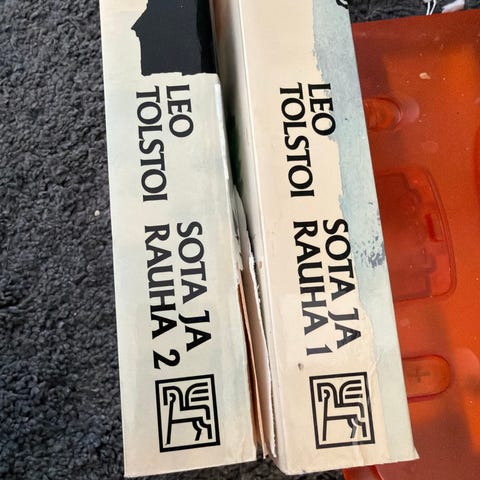 LEO
TOLSTOI
SOTA JA
RAUHA 2
LEO
TOLSTOI
SOTA JA
RAUHA 1